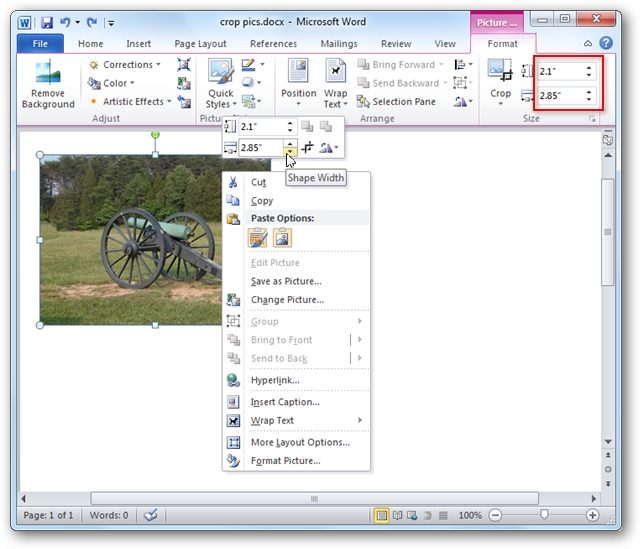 crop pics.docx - Microsoft Word
Picture ...
File Home Insert Page Layout References Mailings Review View Format
Remove Background
Corrections
Color
Artistic Effects
Adjust
Quick Styles
Position
Wrap Text
Bring Forward
Send Backward
Selection Pane
Arrange
Crop
2.1"
2.85"
Size
2.1"
2.85"
Shape Width
Cut
Copy
Paste Options:
Edit Picture
Save as Picture...
Change Picture...
Group
Bring to Front
Send to Back
Hyperlink...
Insert Caption...
Wrap Text
More Layout Options...
Format Picture...
Page: 1 of 1 Words: 0 100%